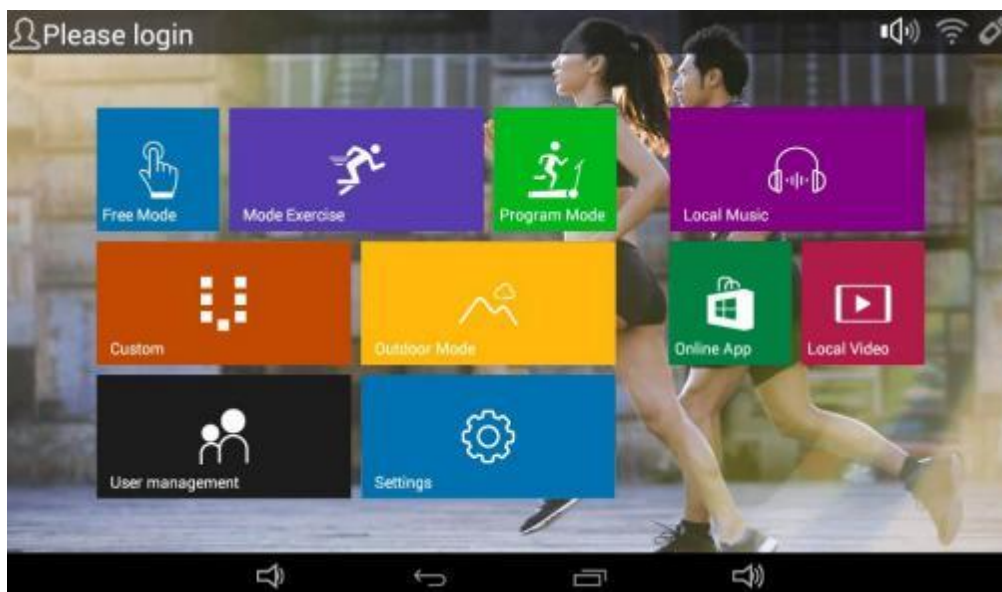 Please login
Free Mode
Mode Exercise
Program Mode
Local Music
Custom
Outdoor Mode
Online App
Local Video
User management
Settings